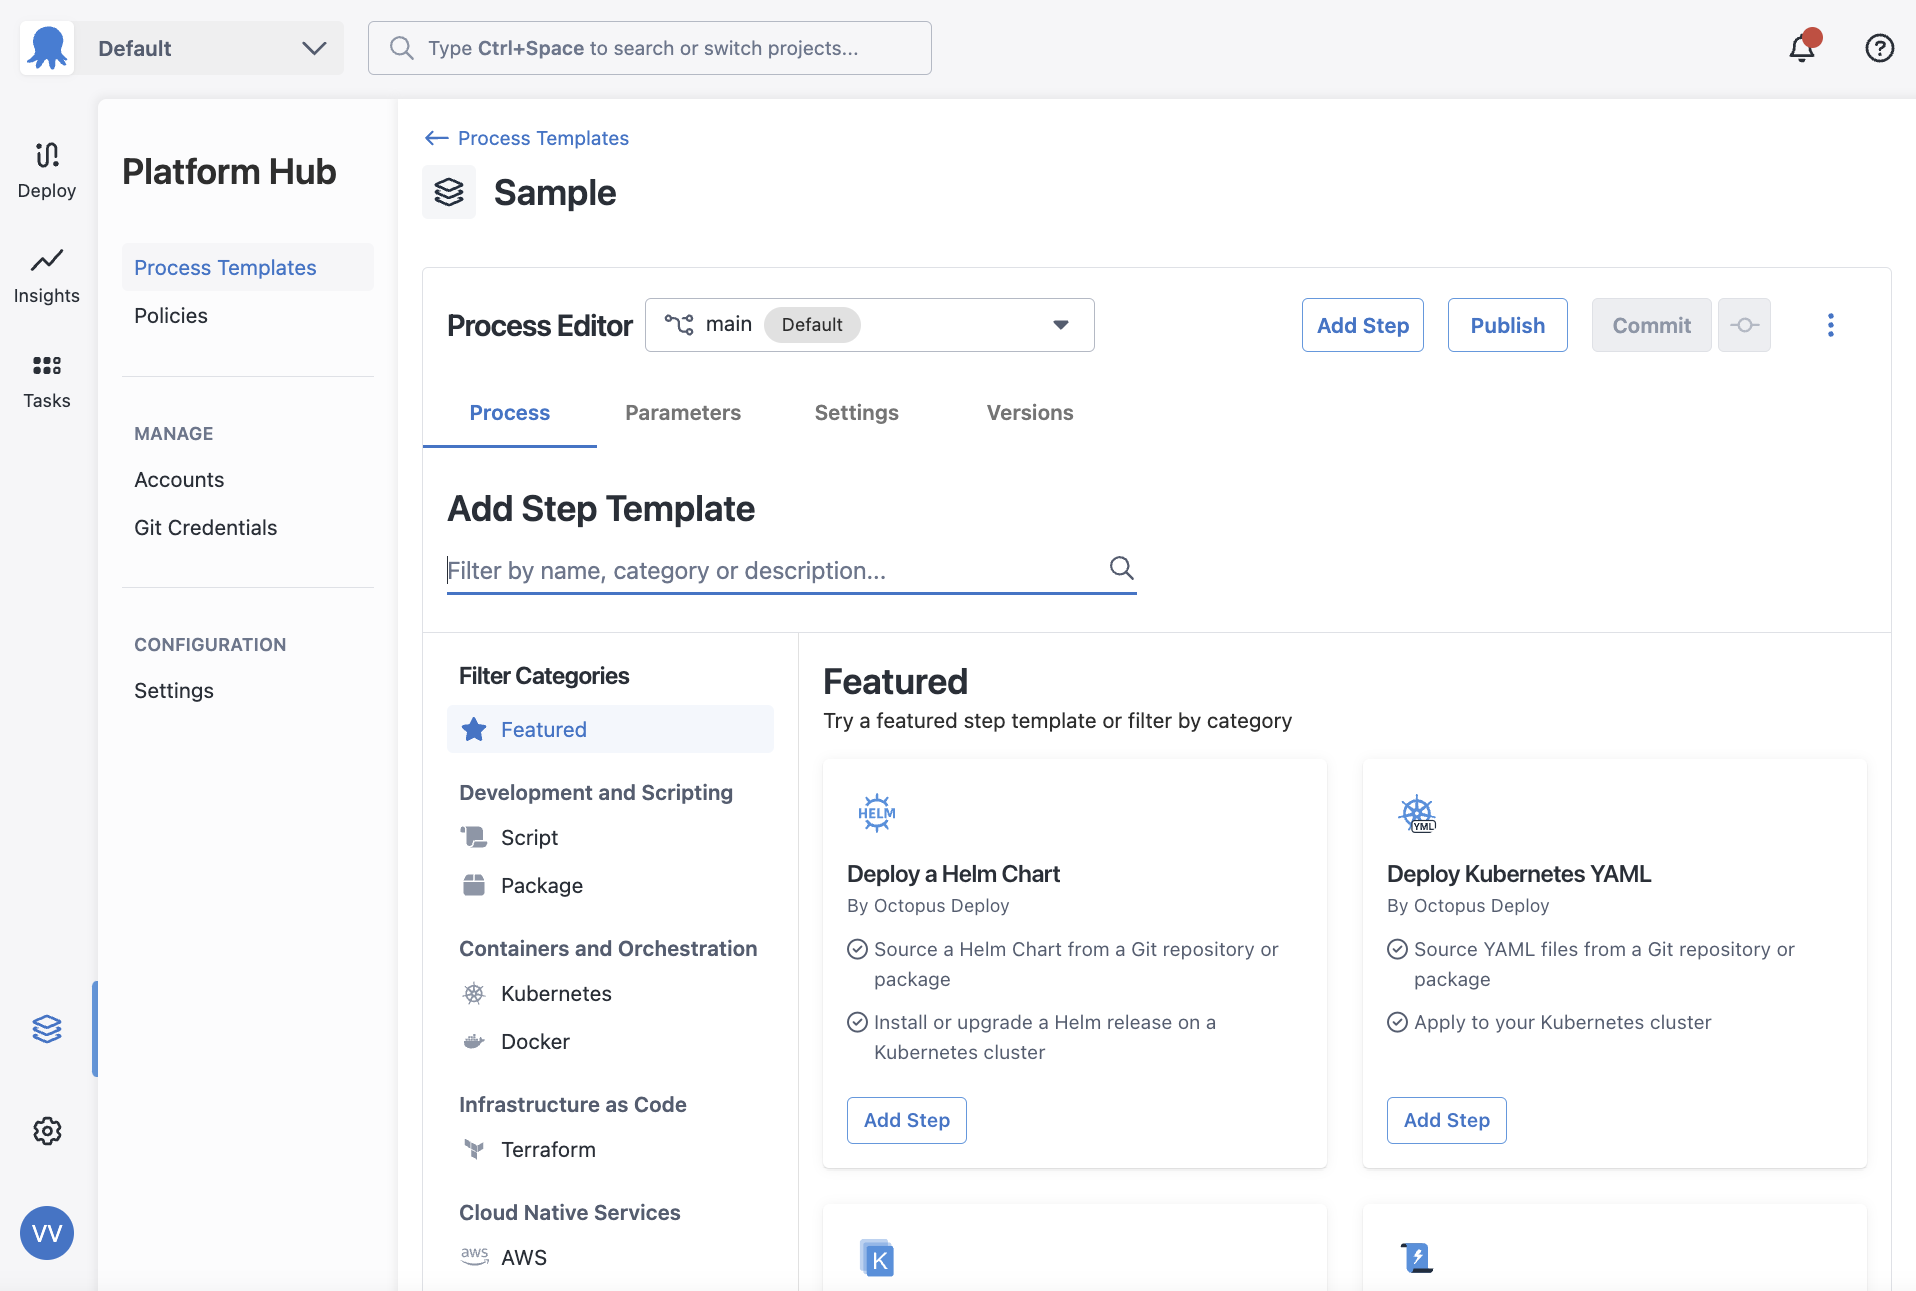 Default
Type Ctrl+Space to search or switch projects...
Deploy
Insights
Tasks
VV
Platform Hub
Process Templates
Policies
MANAGE
Accounts
Git Credentials
CONFIGURATION
Settings
Process Templates
Sample
Process Editor
main
Default
Add Step
Publish
Commit
Process
Parameters
Settings
Versions
Add Step Template
Filter by name, category or description...
Filter Categories
Featured
Development and Scripting
Script
Package
Containers and Orchestration
Kubernetes
Docker
Infrastructure as Code
Terraform
Cloud Native Services
aws
AWS
Featured
Try a featured step template or filter by category
HELM
Deploy a Helm Chart
By Octopus Deploy
Source a Helm Chart from a Git repository or
package
Install or upgrade a Helm release on a
Kubernetes cluster
Add Step
YML
Deploy Kubernetes YAML
By Octopus Deploy
Source YAML files from a Git repository or
package
Apply to your Kubernetes cluster
Add Step
K